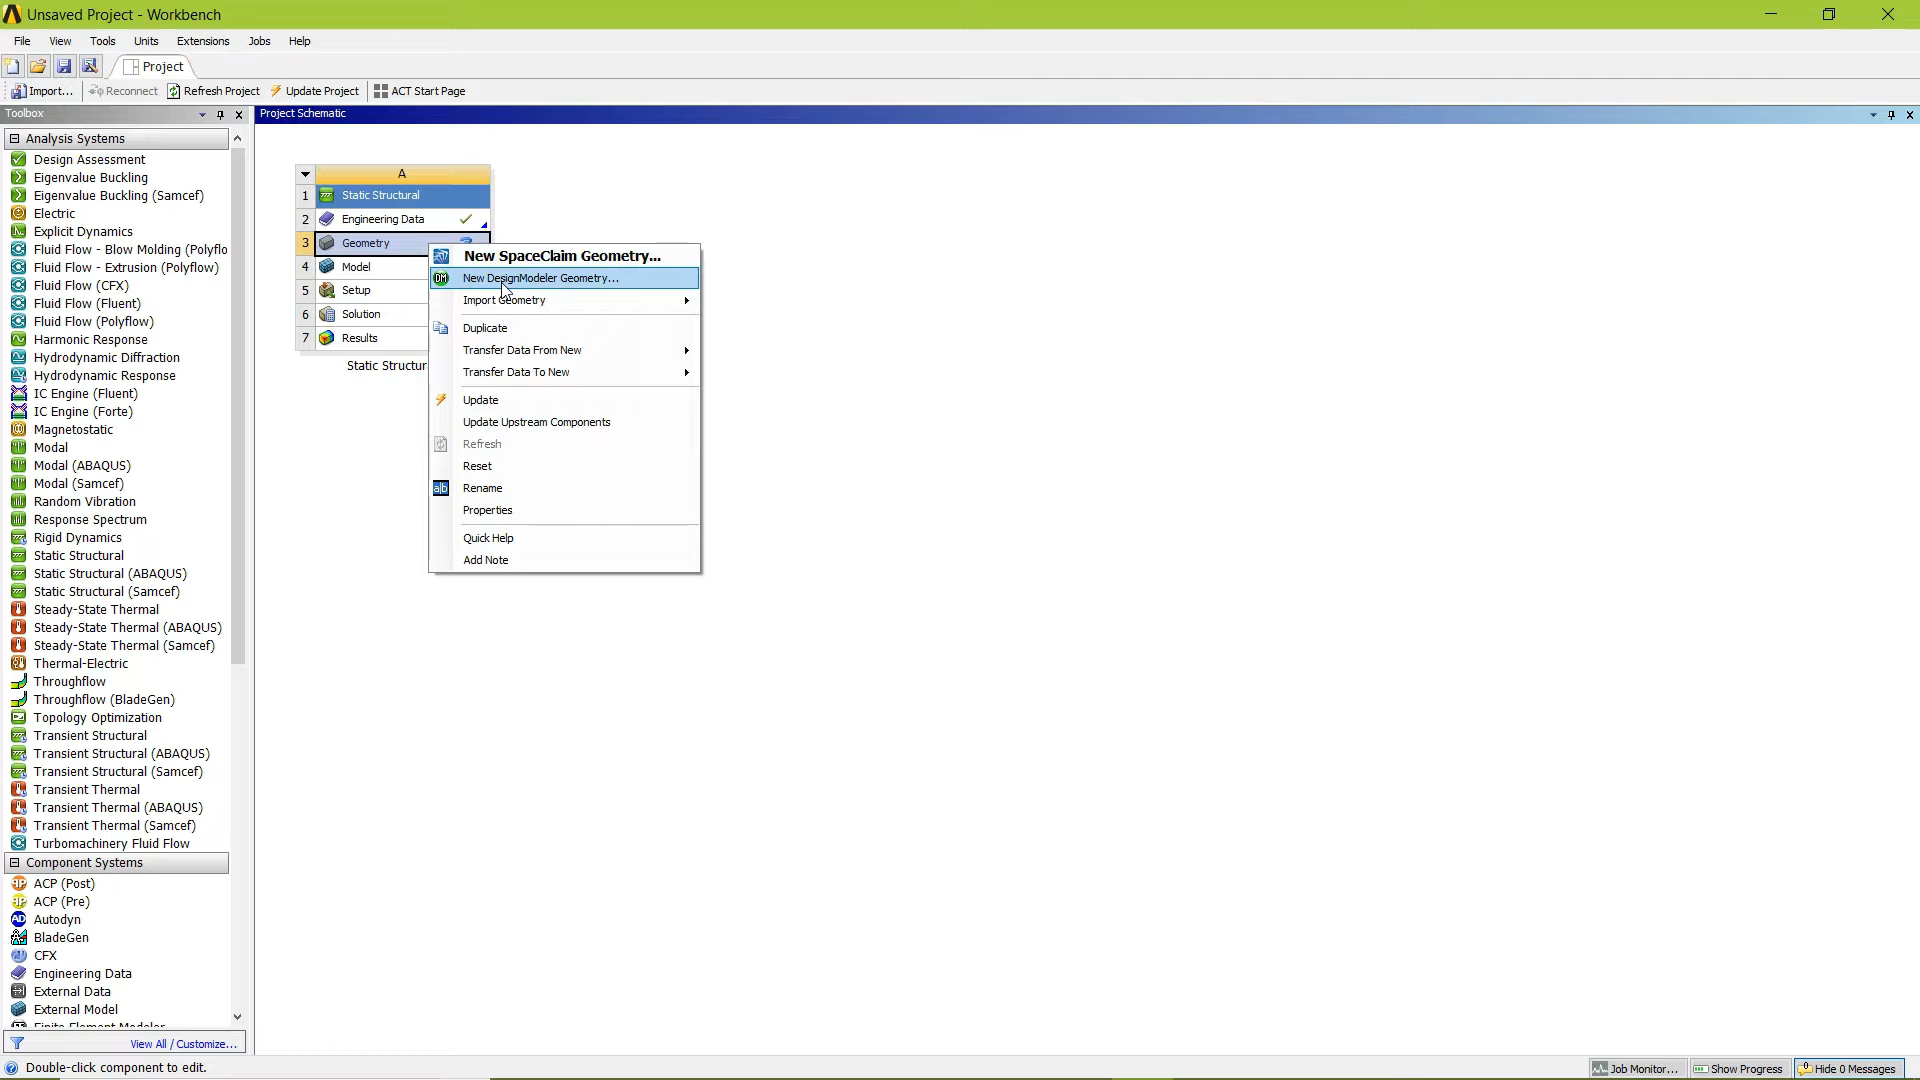 Unsaved Project - Workbench
File View Tools Units Extensions Jobs Help
Project
Import... Reconnect Refresh Project Update Project ACT Start Page
Toolbox
Analysis Systems
Design Assessment
Eigenvalue Buckling
Eigenvalue Buckling (Samcef)
Electric
Explicit Dynamics
Fluid Flow - Blow Molding (Polyflo
Fluid Flow - Extrusion (Polyflow)
Fluid Flow (CFX)
Fluid Flow (Fluent)
Fluid Flow (Polyflow)
Harmonic Response
Hydrodynamic Diffraction
Hydrodynamic Response
IC Engine (Fluent)
IC Engine (Forte)
Magnetostatic
Modal
Modal (ABAQUS)
Modal (Samcef)
Random Vibration
Response Spectrum
Rigid Dynamics
Static Structural
Static Structural (ABAQUS)
Static Structural (Samcef)
Steady-State Thermal
Steady-State Thermal (ABAQUS)
Steady-State Thermal (Samcef)
Thermal-Electric
Throughflow
Throughflow (BladeGen)
Topology Optimization
Transient Structural
Transient Structural (ABAQUS)
Transient Structural (Samcef)
Transient Thermal
Transient Thermal (ABAQUS)
Transient Thermal (Samcef)
Turbomachinery Fluid Flow
Component Systems
ACP (Post)
ACP (Pre)
Autodyn
BladeGen
CFX
Engineering Data
External Data
External Model
Finite Element Modeler
View All / Customize...
Project Schematic
A
1 Static Structural
2 Engineering Data
3 Geometry
4 Model
5 Setup
6 Solution
7 Results
Static Structur
New SpaceClaim Geometry...
New DesignModeler Geometry...
Import Geometry
Duplicate
Transfer Data From New
Transfer Data To New
Update
Update Upstream Components
Refresh
Reset
Rename
Properties
Quick Help
Add Note
Double-click component to edit.
Job Monitor... Show Progress Hide 0 Messages